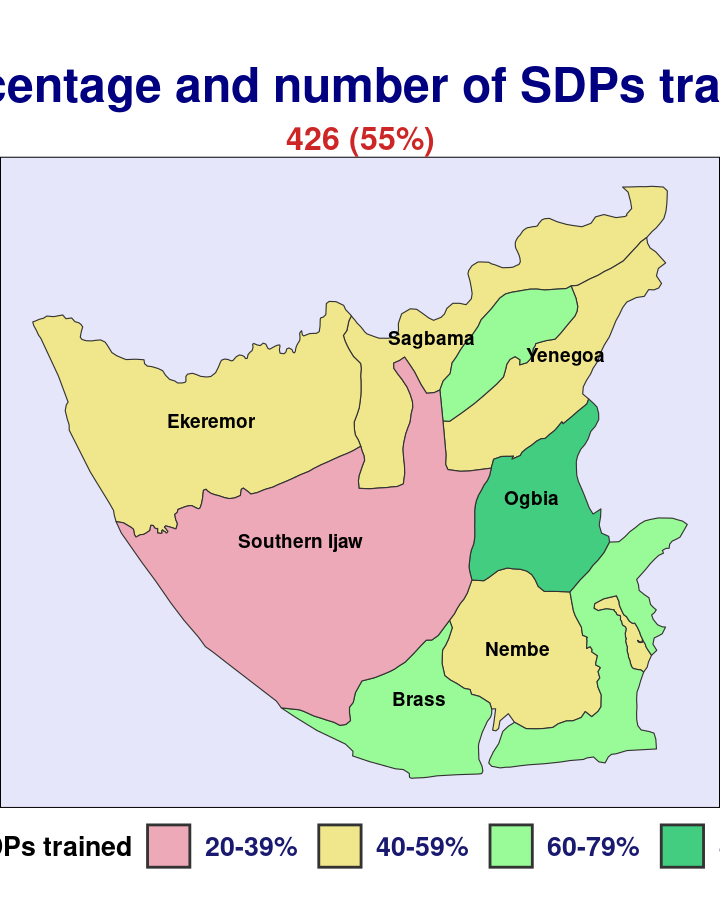 centage and number of SDPs tra
426 (55%)
Sagbama
Yenegoa
Ekeremor
Ogbia
Southern Ijaw
Nembe
Brass
DPs trained 20-39% 40-59% 60-79%